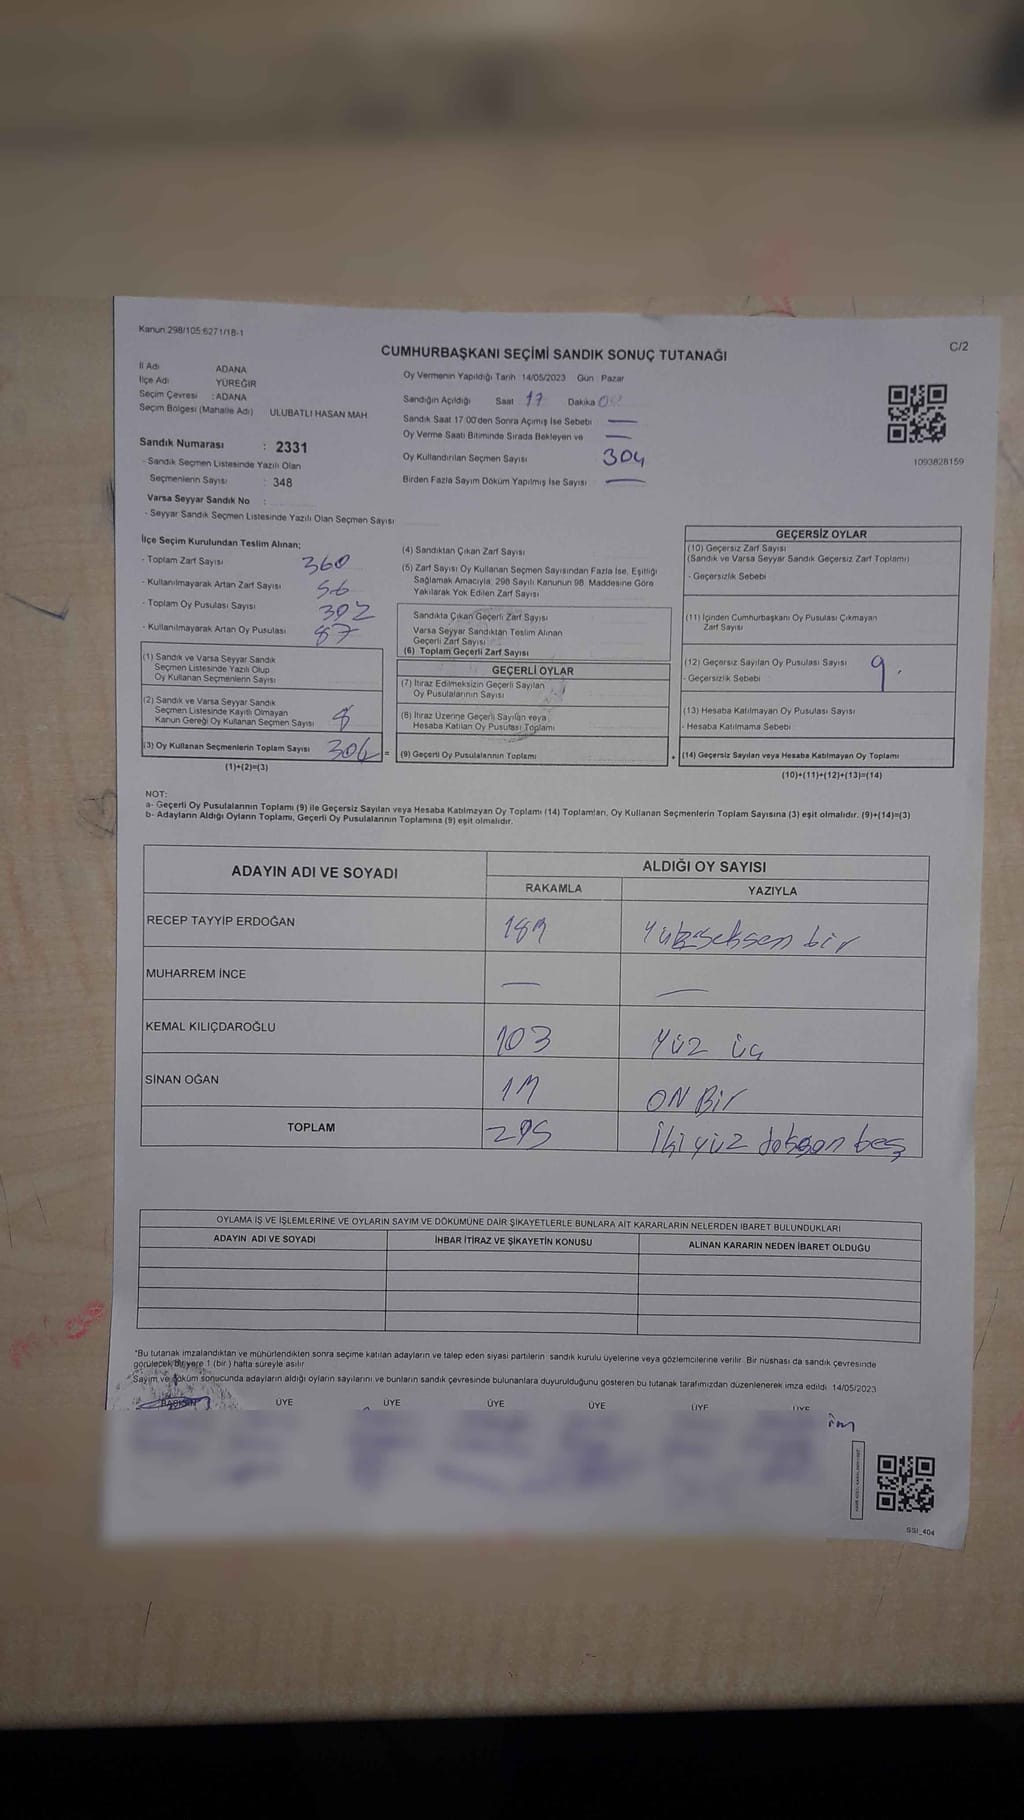 Kanun:298/105:6271/18-1
CUMHURBAŞKANI SEÇİMİ SANDIK SONUÇ TUTANAĞI
C/2
İl Adı ADANA
İlçe Adı YÜREĞİR
Seçim Çevresi : ADANA
Seçim Bölgesi (Mahalle Adı) ULUBATLI HASAN MAH.
Sandık Numarası : 2331
- Sandık Seçmen Listesinde Yazılı Olan
Seçmenlerin Sayısı : 348
Varsa Seyyar Sandık No :
- Seyyar Sandık Seçmen Listesinde Yazılı Olan Seçmen Sayısı
Oy Vermenin Yapıldığı Tarih : 14/05/2023 Gün : Pazar
Sandığın Açıldığı Saat : 17 Dakika
Sandık Saat 17:00'den Sonra Açımış İse Sebebi —
Oy Verme Saati Bitiminde Sırada Bekleyen ve —
Oy Kullandırılan Seçmen Sayısı 304
Birden Fazla Sayım Döküm Yapılmış İse Sayısı —
1093828159
İlçe Seçim Kurulundan Teslim Alınan;
- Toplam Zarf Sayısı 360
- Kullanılmayarak Artan Zarf Sayısı 56
- Toplam Oy Pusulası Sayısı
- Kullanılmayarak Artan Oy Pusulası 87
(1) Sandık ve Varsa Seyyar Sandık
Seçmen Listesinde Yazılı Olup
Oy Kullanan Seçmenlerin Sayısı
(2) Sandık ve Varsa Seyyar Sandık
Seçmen Listesinde Kayıtlı Olmayan
Kanun Gereği Oy Kullanan Seçmen Sayısı 8
(3) Oy Kullanan Seçmenlerin Toplam Sayısı 304 =
(1)+(2)=(3)
(4) Sandıktan Çıkan Zarf Sayısı
(5) Zarf Sayısı Oy Kullanan Seçmen Sayısından Fazla İse, Eşitliği
Sağlamak Amacıyla, 298 Sayılı Kanunun 98. Maddesine Göre
Yakılarak Yok Edilen Zarf Sayısı
Sandıkta Çıkan Geçerli Zarf Sayısı
Varsa Seyyar Sandıktan Teslim Alınan
Geçerli Zarf Sayısı
(6) Toplam Geçerli Zarf Sayısı
GEÇERLİ OYLAR
(7) İtiraz Edilmeksizin Geçerli Sayılan
Oy Pusulalarının Sayısı
(8) İtiraz Üzerine Geçerli Sayılan veya
Hesaba Katılan Oy Pusulası Toplamı
(9) Geçerli Oy Pusulalarının Toplamı +
GEÇERSİZ OYLAR
(10) Geçersiz Zarf Sayısı
(Sandık ve Varsa Seyyar Sandık Geçersiz Zarf Toplamı)
- Geçersizlik Sebebi
(11) İçinden Cumhurbaşkanı Oy Pusulası Çıkmayan
Zarf Sayısı
(12) Geçersiz Sayılan Oy Pusulası Sayısı 9
- Geçersizlik Sebebi
(13) Hesaba Katılmayan Oy Pusulası Sayısı
- Hesaba Katılmama Sebebi
(14) Geçersiz Sayılan veya Hesaba Katılmayan Oy Toplamı
(10)+(11)+(12)+(13)=(14)
NOT:
a- Geçerli Oy Pusulalarının Toplamı (9) ile Geçersiz Sayılan veya Hesaba Katılmayan Oy Toplamı (14) Toplamları, Oy Kullanan Seçmenlerin Toplam Sayısına (3) eşit olmalıdır. (9)+(14)=(3)
b- Adayların Aldığı Oyların Toplamı, Geçerli Oy Pusulalarının Toplamına (9) eşit olmalıdır.
ADAYIN ADI VE SOYADI ALDIĞI OY SAYISI
RAKAMLA YAZIYLA
RECEP TAYYİP ERDOĞAN 181 Yüzseksen bir
MUHARREM İNCE — —
KEMAL KILIÇDAROĞLU 103 Yüz üç
SİNAN OĞAN 11 ON Bir
TOPLAM 295 İki yüz doksan beş
OYLAMA İŞ VE İŞLEMLERİNE VE OYLARIN SAYIM VE DÖKÜMÜNE DAİR ŞİKAYETLERLE BUNLARA AİT KARARLARIN NELERDEN İBARET BULUNDUKLARI
ADAYIN ADI VE SOYADI İHBAR İTİRAZ VE ŞİKAYETİN KONUSU ALINAN KARARIN NEDEN İBARET OLDUĞU
*Bu tutanak imzalandıktan ve mühürlendikten sonra seçime katılan adayların ve talep eden siyasi partilerin sandık kurulu üyelerine veya gözlemcilerine verilir. Bir nüshası da sandık çevresinde
görülecek bir yere 1 (bir) hafta süreyle asılır
*Sayım ve döküm sonucunda adayların aldığı oyların sayılarını ve bunların sandık çevresinde bulunanlara duyurulduğunu gösteren bu tutanak tarafımızdan düzenlenerek imza edildi. 14/05/2023
BAŞKAN ÜYE ÜYE ÜYE ÜYE ÜYE ÜYE
SSI_404